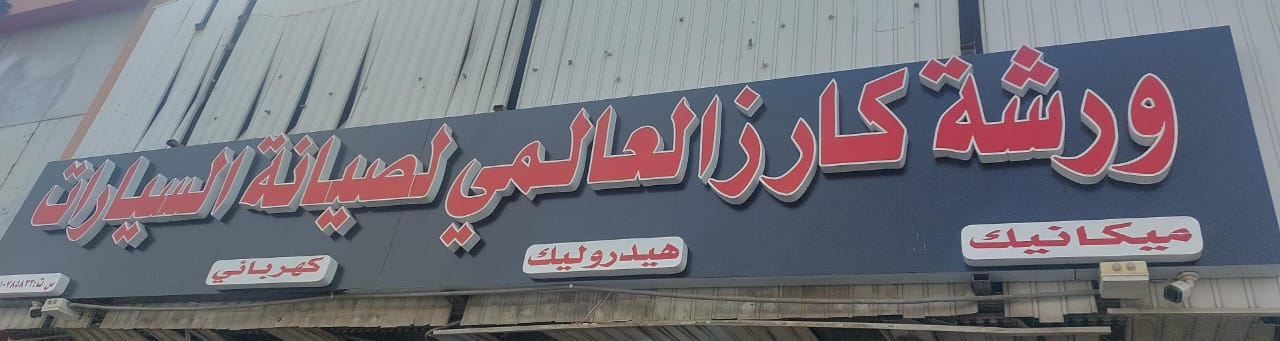 ورشة كارز العالمي لصيانة السيارات
ميكانيك
هيدروليك
كهربائي
س ت: